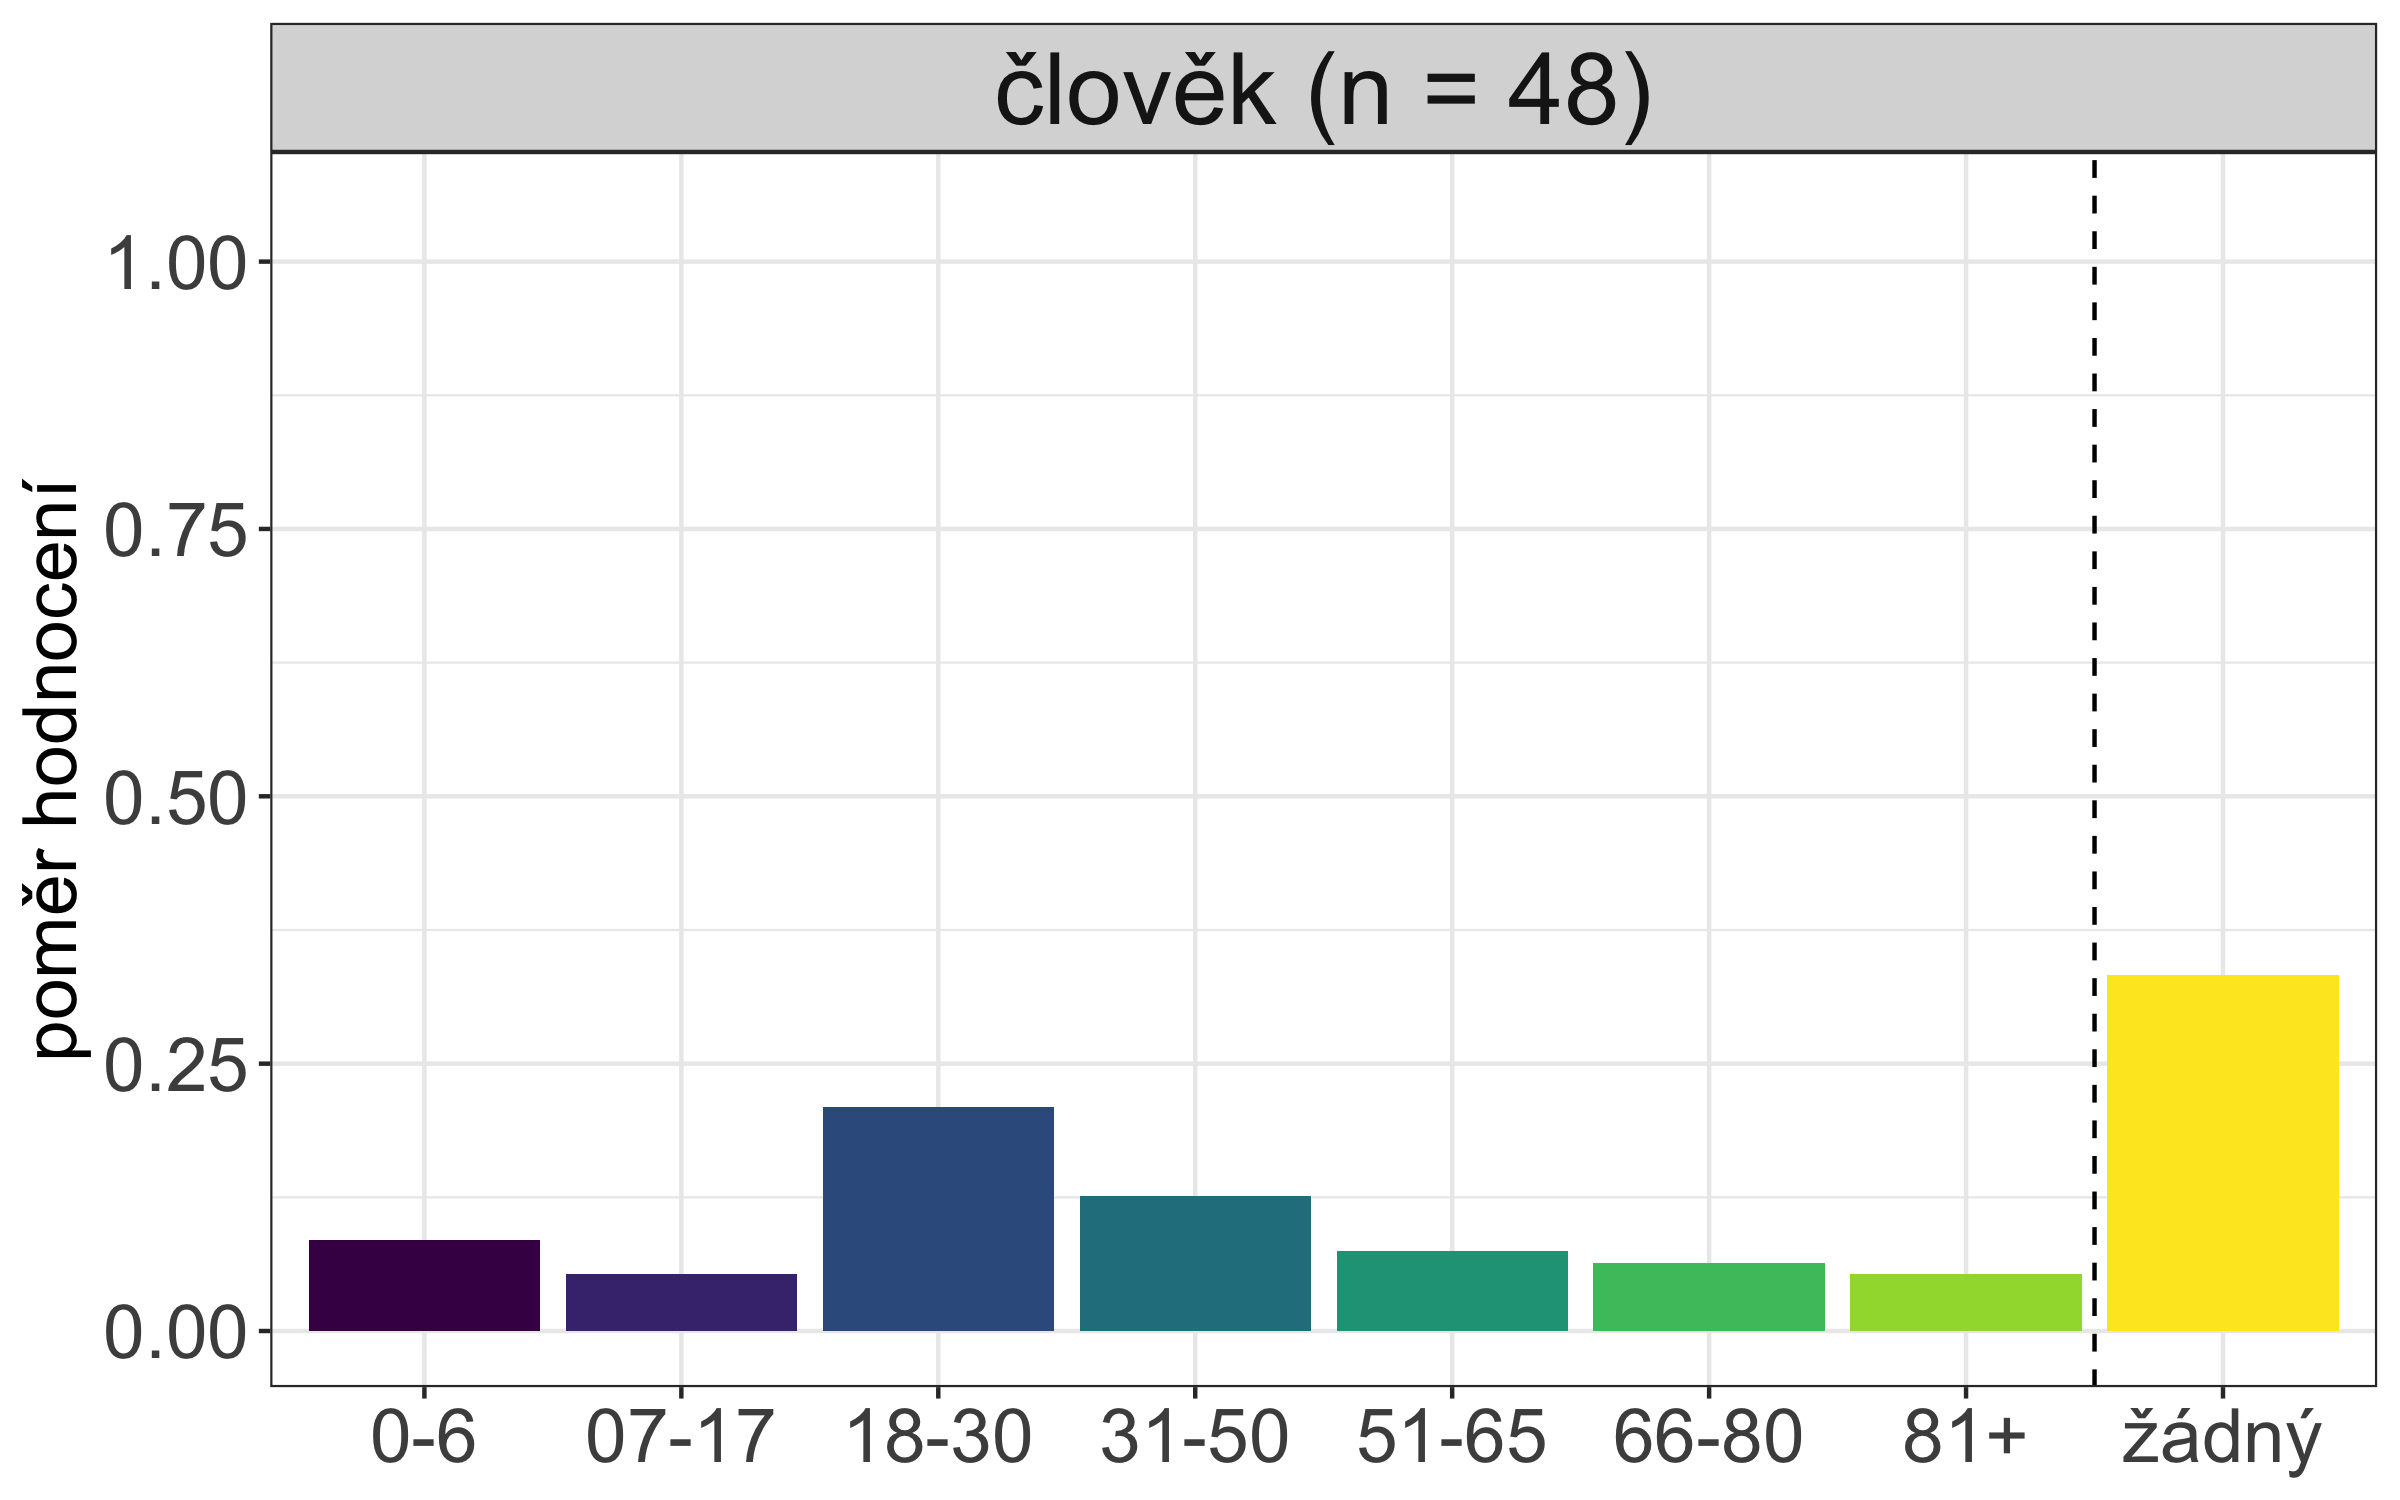 člověk (n = 48)
poměr hodnocení
1.00
0.75
0.50
0.25
0.00
0-6 07-17 18-30 31-50 51-65 66-80 81+ žádný